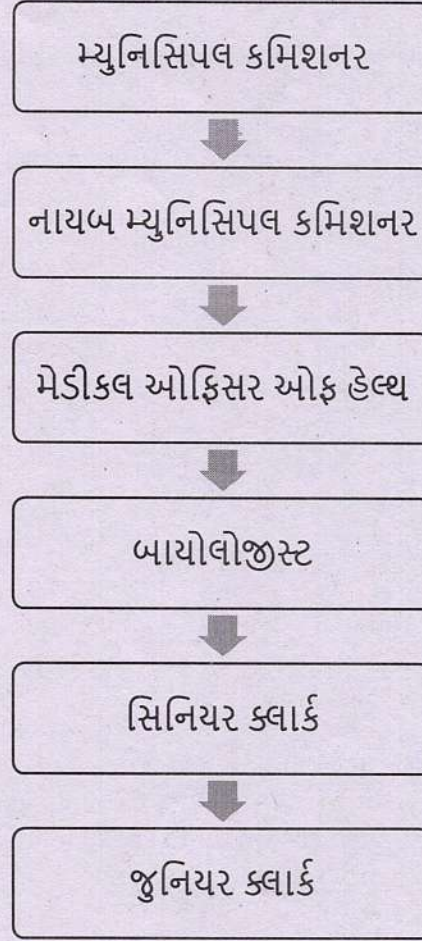 મ્યુનિસિપલ કમિશનર
નાયબ મ્યુનિસિપલ કમિશનર
મેડીકલ ઓફિસર ઓફ હેલ્થ
બાયોલોજીસ્ટ
સિનિયર ક્લાર્ક
જુનિયર ક્લાર્ક